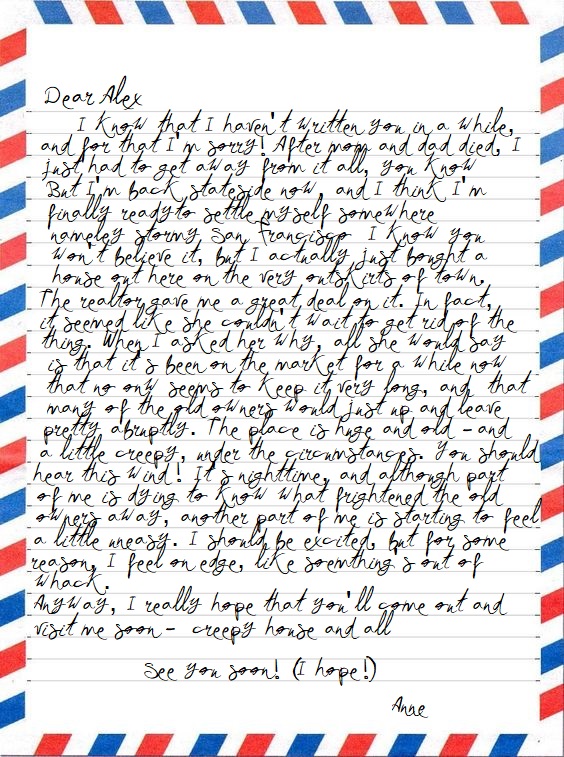 Dear Alex
I know that I haven't written you in a while,
and for that I'm sorry! After mom and dad died, I
just had to get away from it all, you know
But I'm back stateside now, and I think I'm
finally ready to settle myself somewhere
nameley stormy San Francisco I know you
won't believe it, but I actually just bought a
house out here on the very outskirts of town.
The realtor gave me a great deal on it. In fact,
it seemed like she couldn't wait to get rid of the
thing. When I asked her why, all she would say
is that it's been on the market for a while now
that no onw seems to keep it very long, and that
many of the old owners would just up and leave
pretty abruptly. The place is huge and old - and
a little creepy, under the circumstances. You should
hear this wind! It's nighttime, and although part
of me is dying to know what frightened the old
owners away, another part of me is starting to feel
a little uneasy. I should be excited, but for some
reason, I feel on edge, like soemthing's out of
whack.
Anyway, I really hope that you'll come out and
visit me soon - creepy house and all
See you soon! (I hope!)
Anne